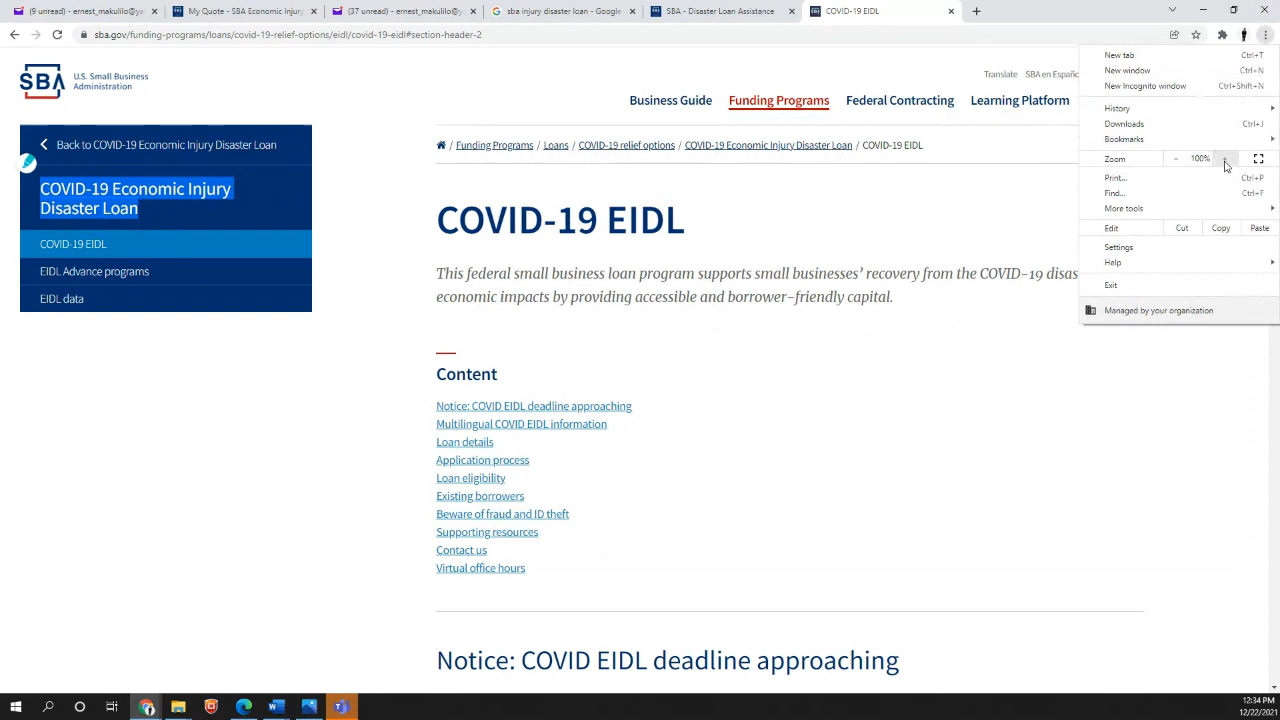 (37 unread) - ernest_makulilo@y
My Quote - SBA Economic Injury
(31 unread) - ernest_makulilo@y
sba disaster loan - Google
SBA - Disaster Loan Assistance
COVID-19 EIDL
sba.gov/funding-programs/loans/covid-19-relief-options/eidl/covid-19-eidl#section-header-2
SBA
U.S. Small Business
Administration
Translate SBA en Españo
Business Guide Funding Programs Federal Contracting Learning Platform
Back to COVID-19 Economic Injury Disaster Loan
COVID-19 Economic Injury
Disaster Loan
COVID-19 EIDL
EIDL Advance programs
EIDL data
/ Funding Programs / Loans / COVID-19 relief options / COVID-19 Economic Injury Disaster Loan / COVID-19 EIDL
COVID-19 EIDL
This federal small business loan program supports small businesses' recovery from the COVID-19 disas
economic impacts by providing accessible and borrower-friendly capital.
Content
Notice: COVID EIDL deadline approaching
Multilingual COVID EIDL information
Loan details
Application process
Loan eligibility
Existing borrowers
Beware of fraud and ID theft
Supporting resources
Contact us
Virtual office hours
Notice: COVID EIDL deadline approaching
New tab Ctrl+T
New window Ctrl+N
New Incognito window Ctrl+Shift+N
History
Downloads Ctrl+J
Bookmarks
Zoom - 100% +
Print... Ctrl+P
Find... Ctrl+F
More tools
Edit Cut Copy Paste
Settings
Help
Exit
Managed by your organization
12:34 PM
12/22/2021